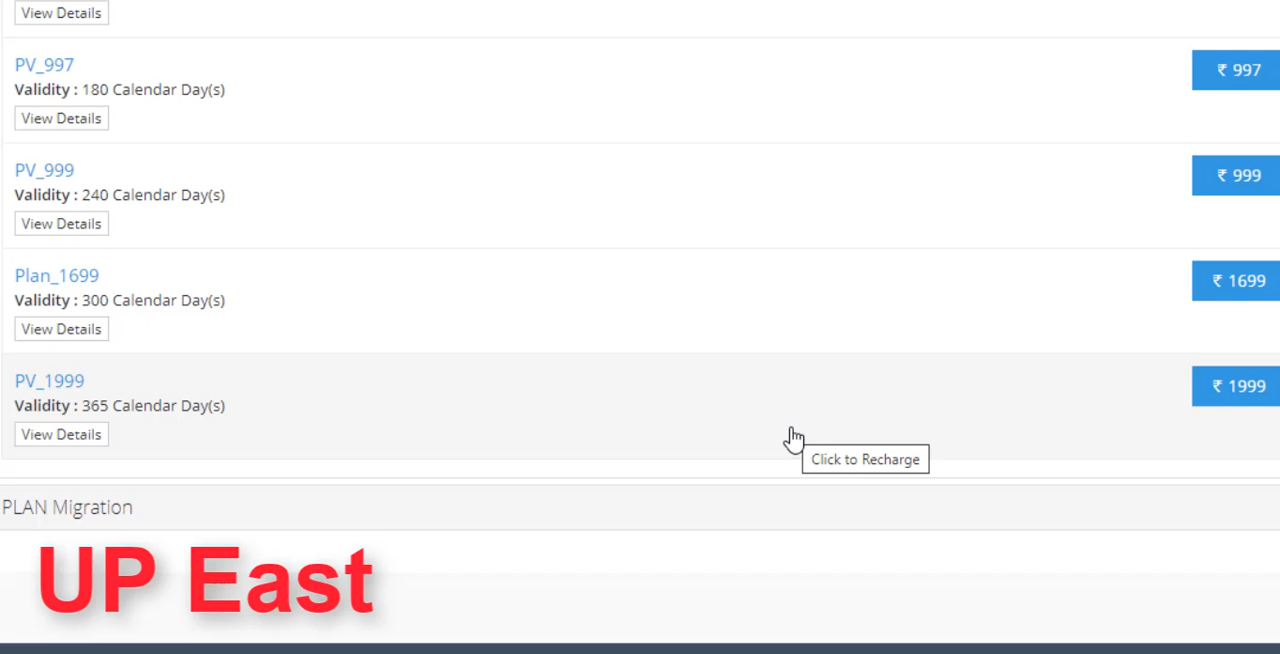 View Details
PV_997
₹ 997
Validity : 180 Calendar Day(s)
View Details
PV_999
₹ 999
Validity : 240 Calendar Day(s)
View Details
Plan_1699
₹ 1699
Validity : 300 Calendar Day(s)
View Details
PV_1999
₹ 1999
Validity : 365 Calendar Day(s)
View Details
Click to Recharge
PLAN Migration
UP East